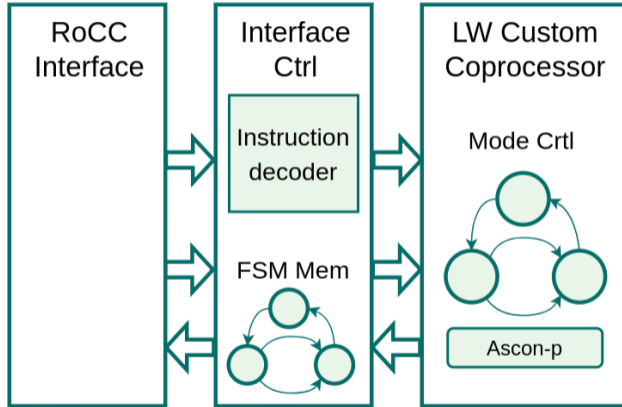 RoCC
Interface
Interface
Ctrl
LW Custom
Coprocessor
Instruction
decoder
Mode Crtl
FSM Mem
Ascon-p